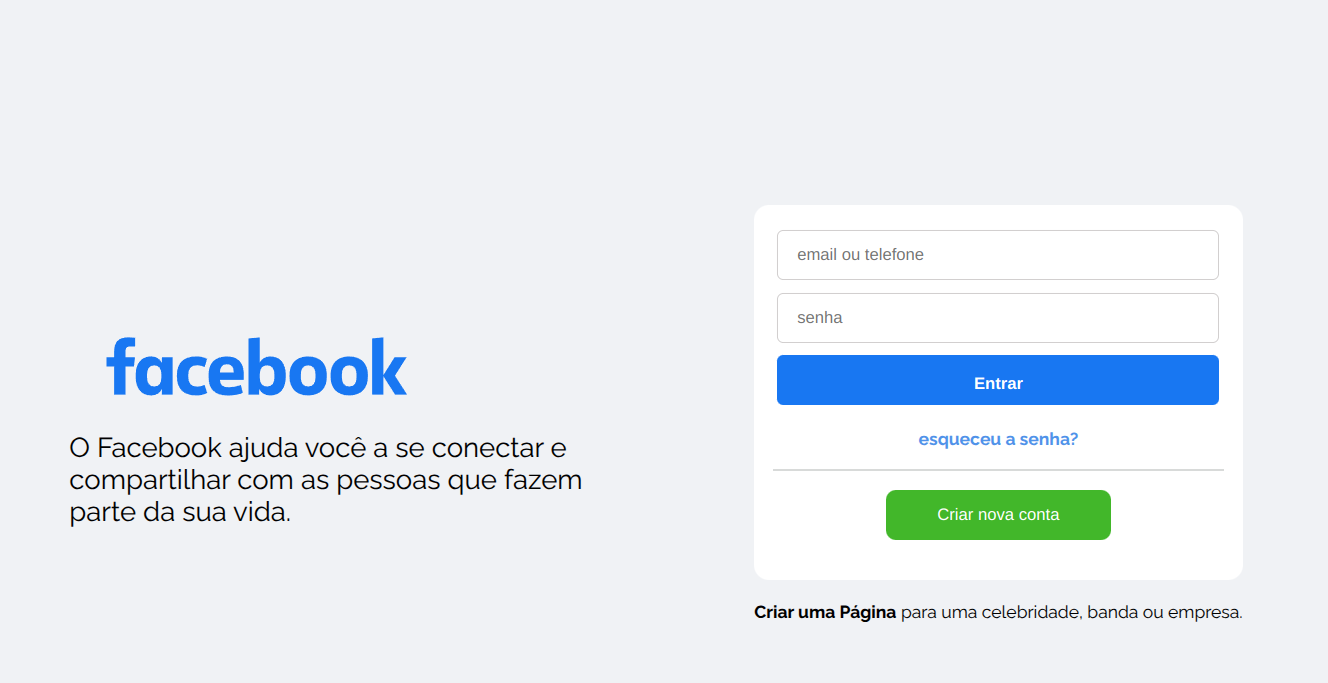 facebook
O Facebook ajuda você a se conectar e
compartilhar com as pessoas que fazem
parte da sua vida.
email ou telefone
senha
Entrar
esqueceu a senha?
Criar nova conta
Criar uma Página para uma celebridade, banda ou empresa.